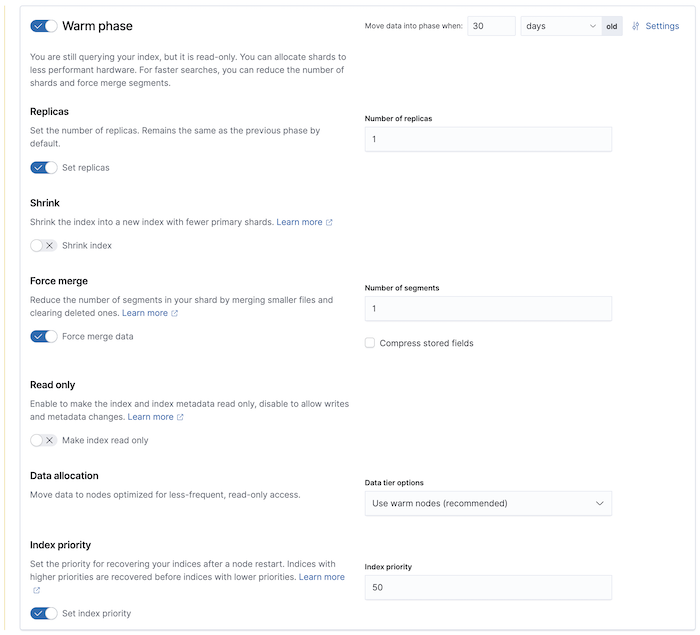 Warm phase
Move data into phase when: 30 days old Settings
You are still querying your index, but it is read-only. You can allocate shards to
less performant hardware. For faster searches, you can reduce the number of
shards and force merge segments.
Replicas
Set the number of replicas. Remains the same as the previous phase by
default.
Set replicas
Number of replicas
1
Shrink
Shrink the index into a new index with fewer primary shards. Learn more
Shrink index
Force merge
Reduce the number of segments in your shard by merging smaller files and
clearing deleted ones. Learn more
Force merge data
Number of segments
1
Compress stored fields
Read only
Enable to make the index and index metadata read only, disable to allow writes
and metadata changes. Learn more
Make index read only
Data allocation
Move data to nodes optimized for less-frequent, read-only access.
Data tier options
Use warm nodes (recommended)
Index priority
Set the priority for recovering your indices after a node restart. Indices with
higher priorities are recovered before indices with lower priorities. Learn more
Set index priority
Index priority
50